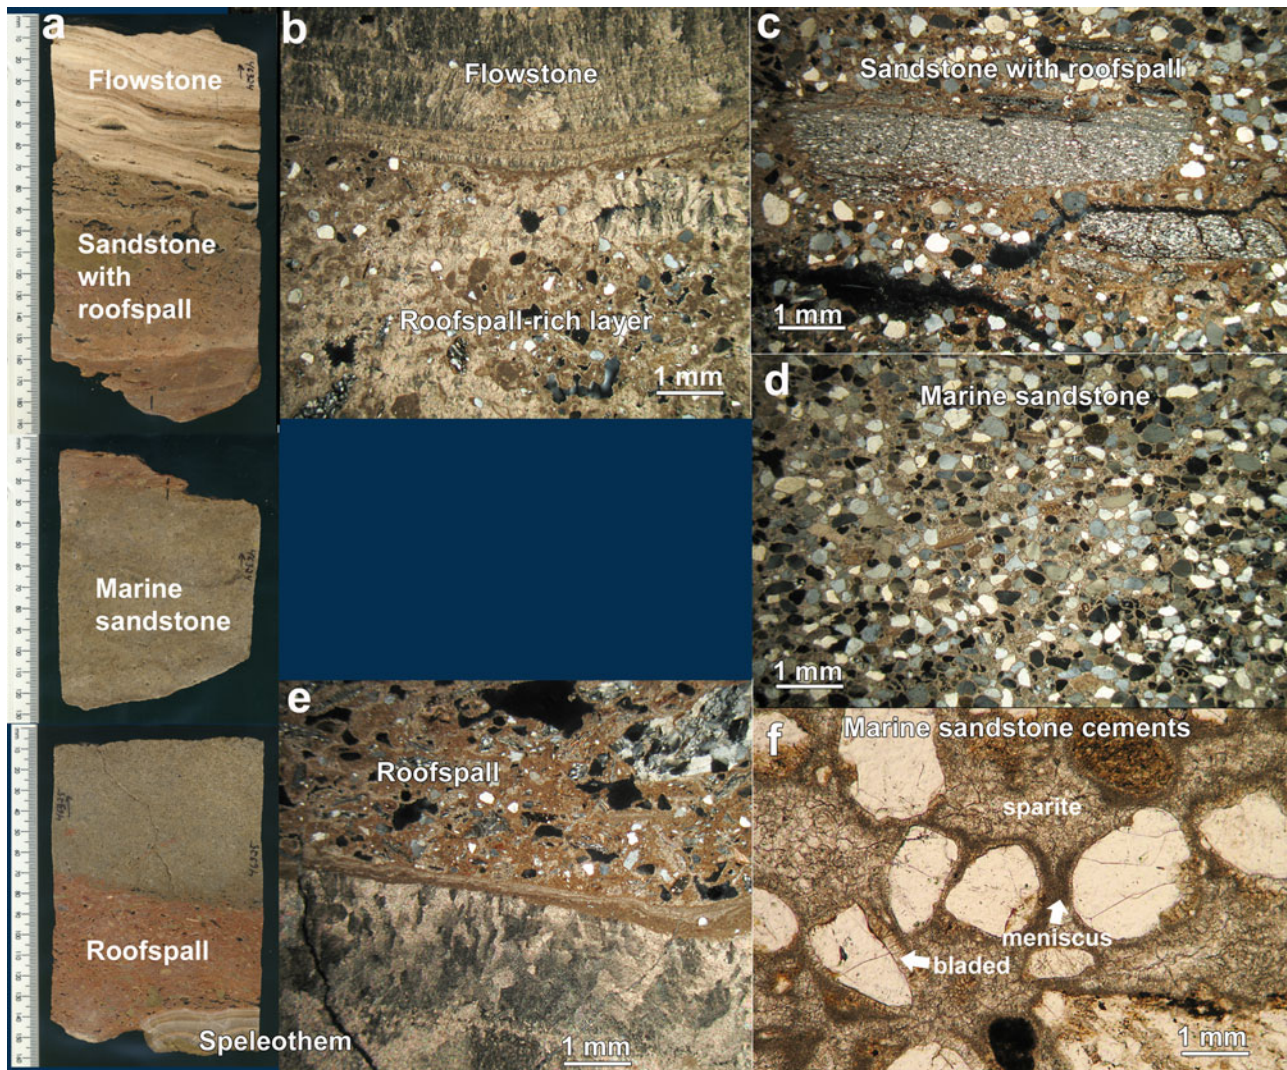 a
Flowstone
Sandstone
with
roofspall
Marine
sandstone
Roofspall
Speleothem
b
Flowstone
Roofspall-rich layer
1 mm
c
Sandstone with roofspall
1 mm
d
Marine sandstone
1 mm
e
Roofspall
1 mm
f
Marine sandstone cements
sparite
meniscus
bladed
1 mm